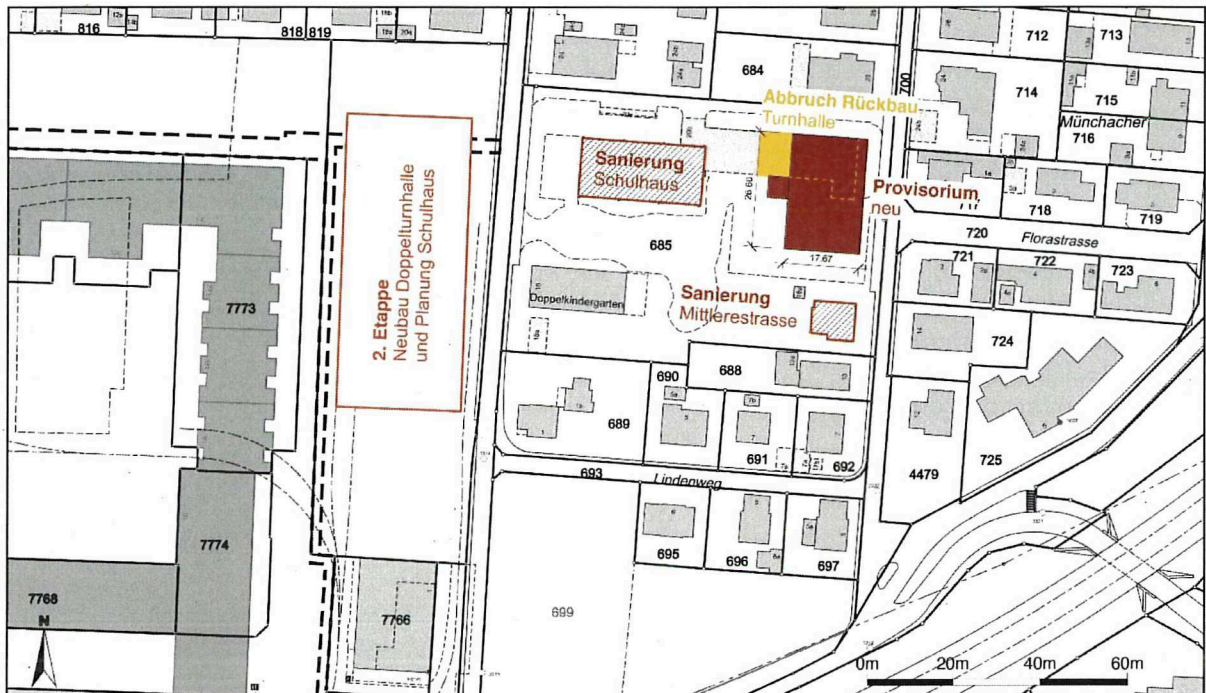 816
12a
818 819
684
700
712
713
714
715
Münchacher
716
Abbruch Rückbau
Turnhalle
Sanierung
Schulhaus
26.60
Provisorium
neu
718
719
720
Florastrasse
685
17.67
721
722
723
7773
2. Etappe
Neubau Doppelturnhalle
und Planung Schulhaus
Doppelkindergarten
Sanierung
Mittlerestrasse
724
690
688
689
691
692
4479
725
693
Lindenweg
695
696
697
7774
7768
7766
699
N
0m 20m 40m 60m